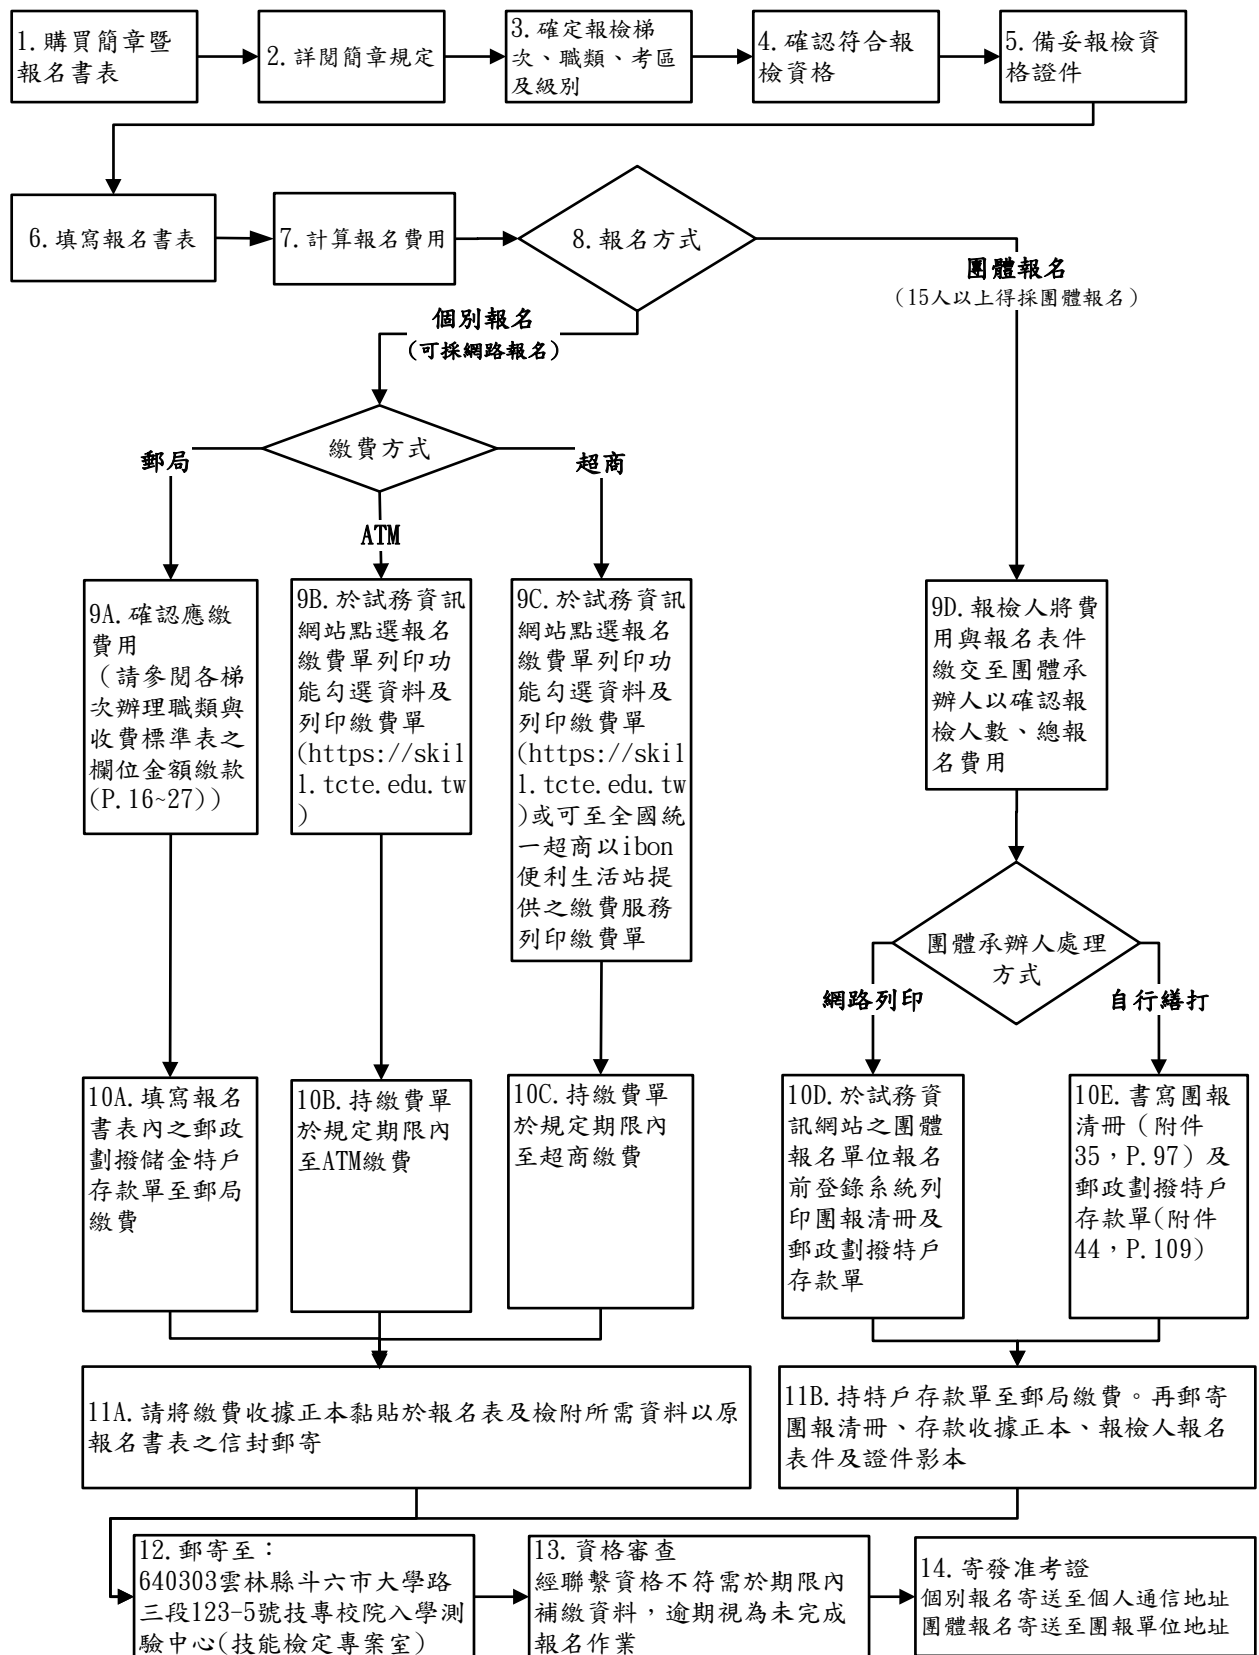 1.購買簡章暨
報名書表
2.詳閱簡章規定
3.確定報檢梯
次、職類、考區
及級別
4.確認符合報
檢資格
5.備妥報檢資
格證件
6.填寫報名書表
7.計算報名費用
8.報名方式
團體報名
（15人以上得採團體報名）
個別報名
（可採網路報名）
繳費方式
郵局
ATM
超商
9A.確認應繳
費用
（請參閱各梯
次辦理職類與
收費標準表之
欄位金額繳款
(P.16~27))
9B.於試務資訊
網站點選報名
繳費單列印功
能勾選資料及
列印繳費單
(https://skil
l.tcte.edu.tw
)
9C.於試務資訊
網站點選報名
繳費單列印功
能勾選資料及
列印繳費單
(https://skil
l.tcte.edu.tw
)或可至全國統
一超商以ibon
便利生活站提
供之繳費服務
列印繳費單
9D.報檢人將費
用與報名表件
繳交至團體承
辦人以確認報
檢人數、總報
名費用
團體承辦人處理
方式
網路列印
自行繕打
10A.填寫報名
書表內之郵政
劃撥儲金特戶
存款單至郵局
繳費
10B.持繳費單
於規定期限內
至ATM繳費
10C.持繳費單
於規定期限內
至超商繳費
10D.於試務資
訊網站之團體
報名單位報名
前登錄系統列
印團報清冊及
郵政劃撥特戶
存款單
10E.書寫團報
清冊（附件
35，P.97）及
郵政劃撥特戶
存款單(附件
44，P.109)
11A.請將繳費收據正本黏貼於報名表及檢附所需資料以原
報名書表之信封郵寄
11B.持特戶存款單至郵局繳費。再郵寄
團報清冊、存款收據正本、報檢人報名
表件及證件影本
12.郵寄至：
640303雲林縣斗六市大學路
三段123-5號技專校院入學測
驗中心(技能檢定專案室)
13.資格審查
經聯繫資格不符需於期限內
補繳資料，逾期視為未完成
報名作業
14.寄發准考證
個別報名寄送至個人通信地址
團體報名寄送至團報單位地址